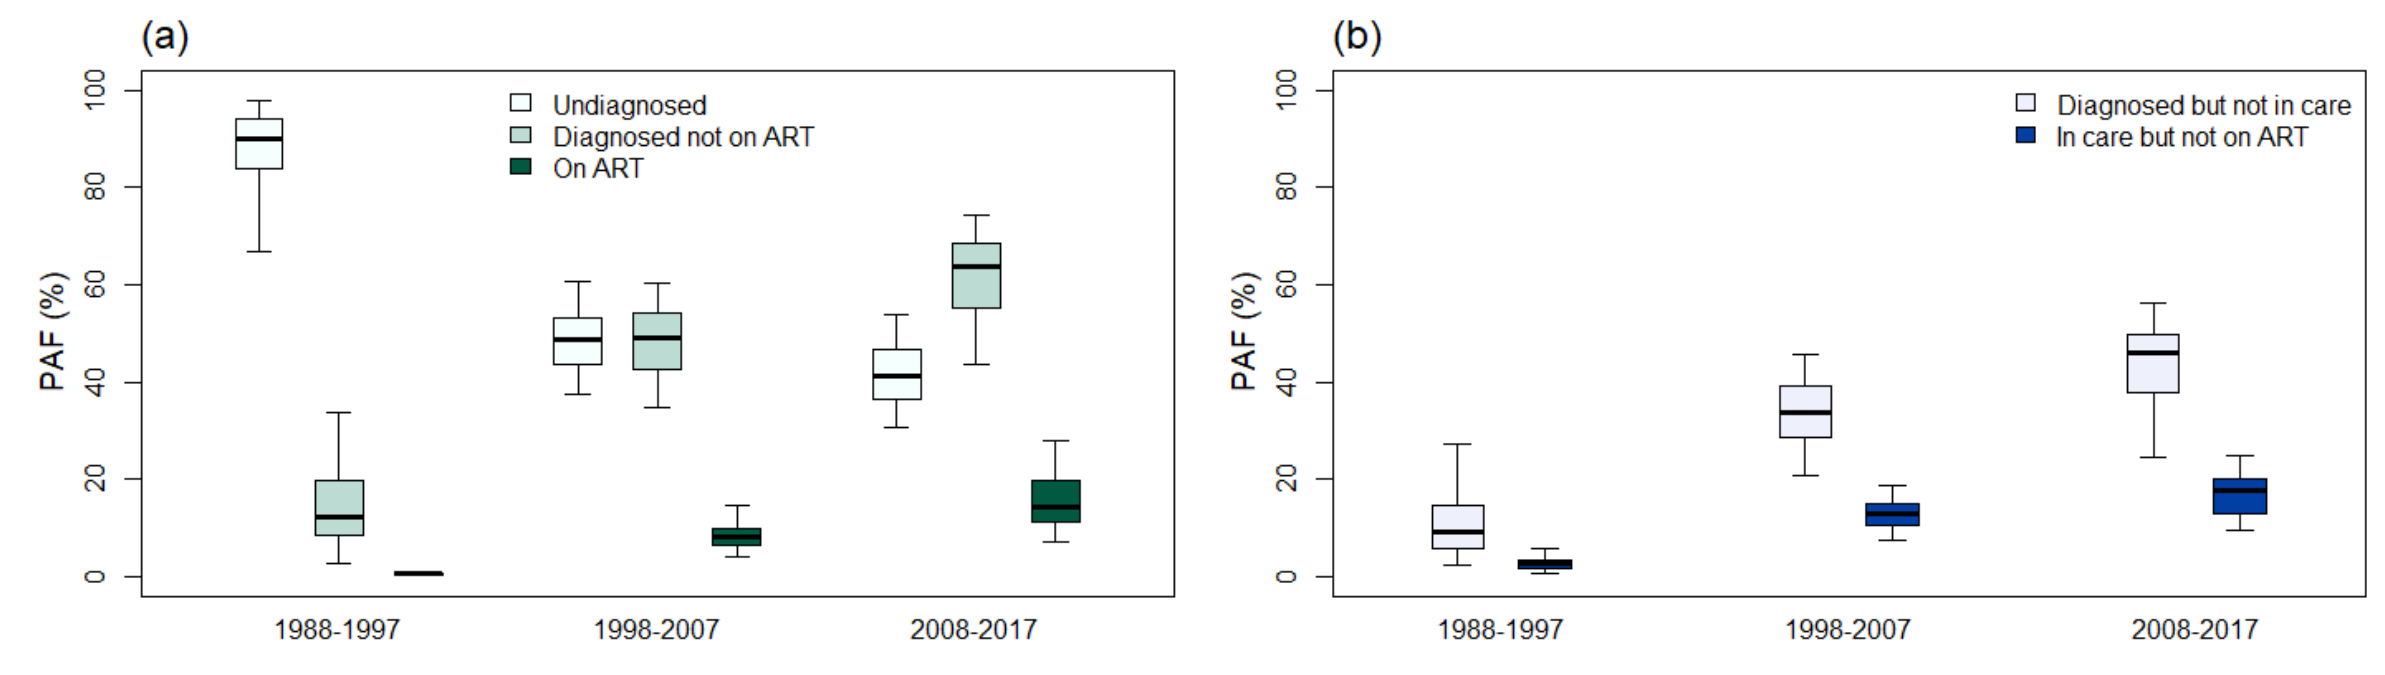 (a)
PAF (%)
100
80
60
40
20
0
Undiagnosed
Diagnosed not on ART
On ART
1988-1997
1998-2007
2008-2017
(b)
PAF (%)
100
80
60
40
20
0
Diagnosed but not in care
In care but not on ART
1988-1997
1998-2007
2008-2017